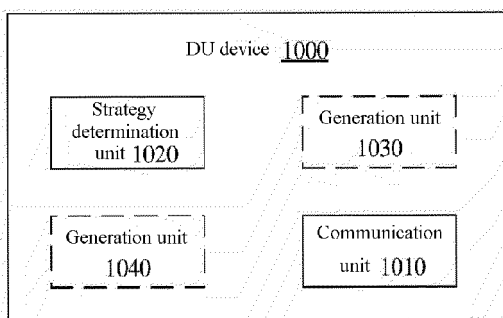 DU device 1000
Strategy
determination
unit 1020
Generation unit
1030
Generation unit
1040
Communication
unit 1010